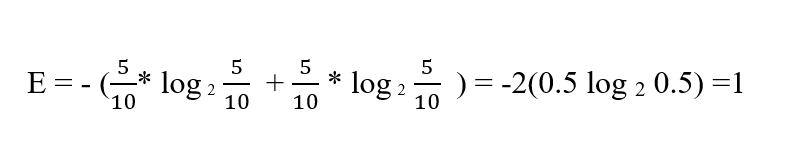 E = - (5/10 * log ₂ 5/10 + 5/10 * log ₂ 5/10 ) = -2(0.5 log ₂ 0.5) =1